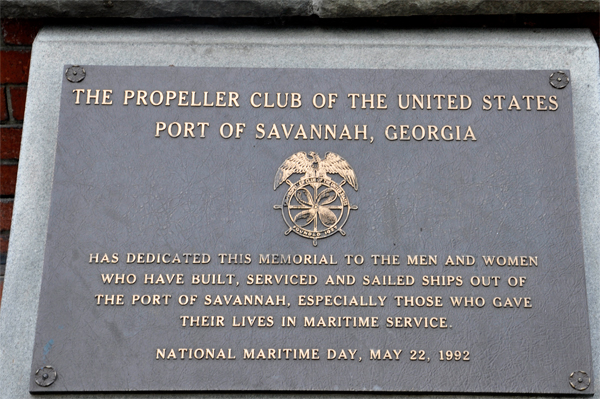 THE PROPELLER CLUB OF THE UNITED STATES
PORT OF SAVANNAH, GEORGIA
HAS DEDICATED THIS MEMORIAL TO THE MEN AND WOMEN
WHO HAVE BUILT, SERVICED AND SAILED SHIPS OUT OF
THE PORT OF SAVANNAH, ESPECIALLY THOSE WHO GAVE
THEIR LIVES IN MARITIME SERVICE.
NATIONAL MARITIME DAY, MAY 22, 1992